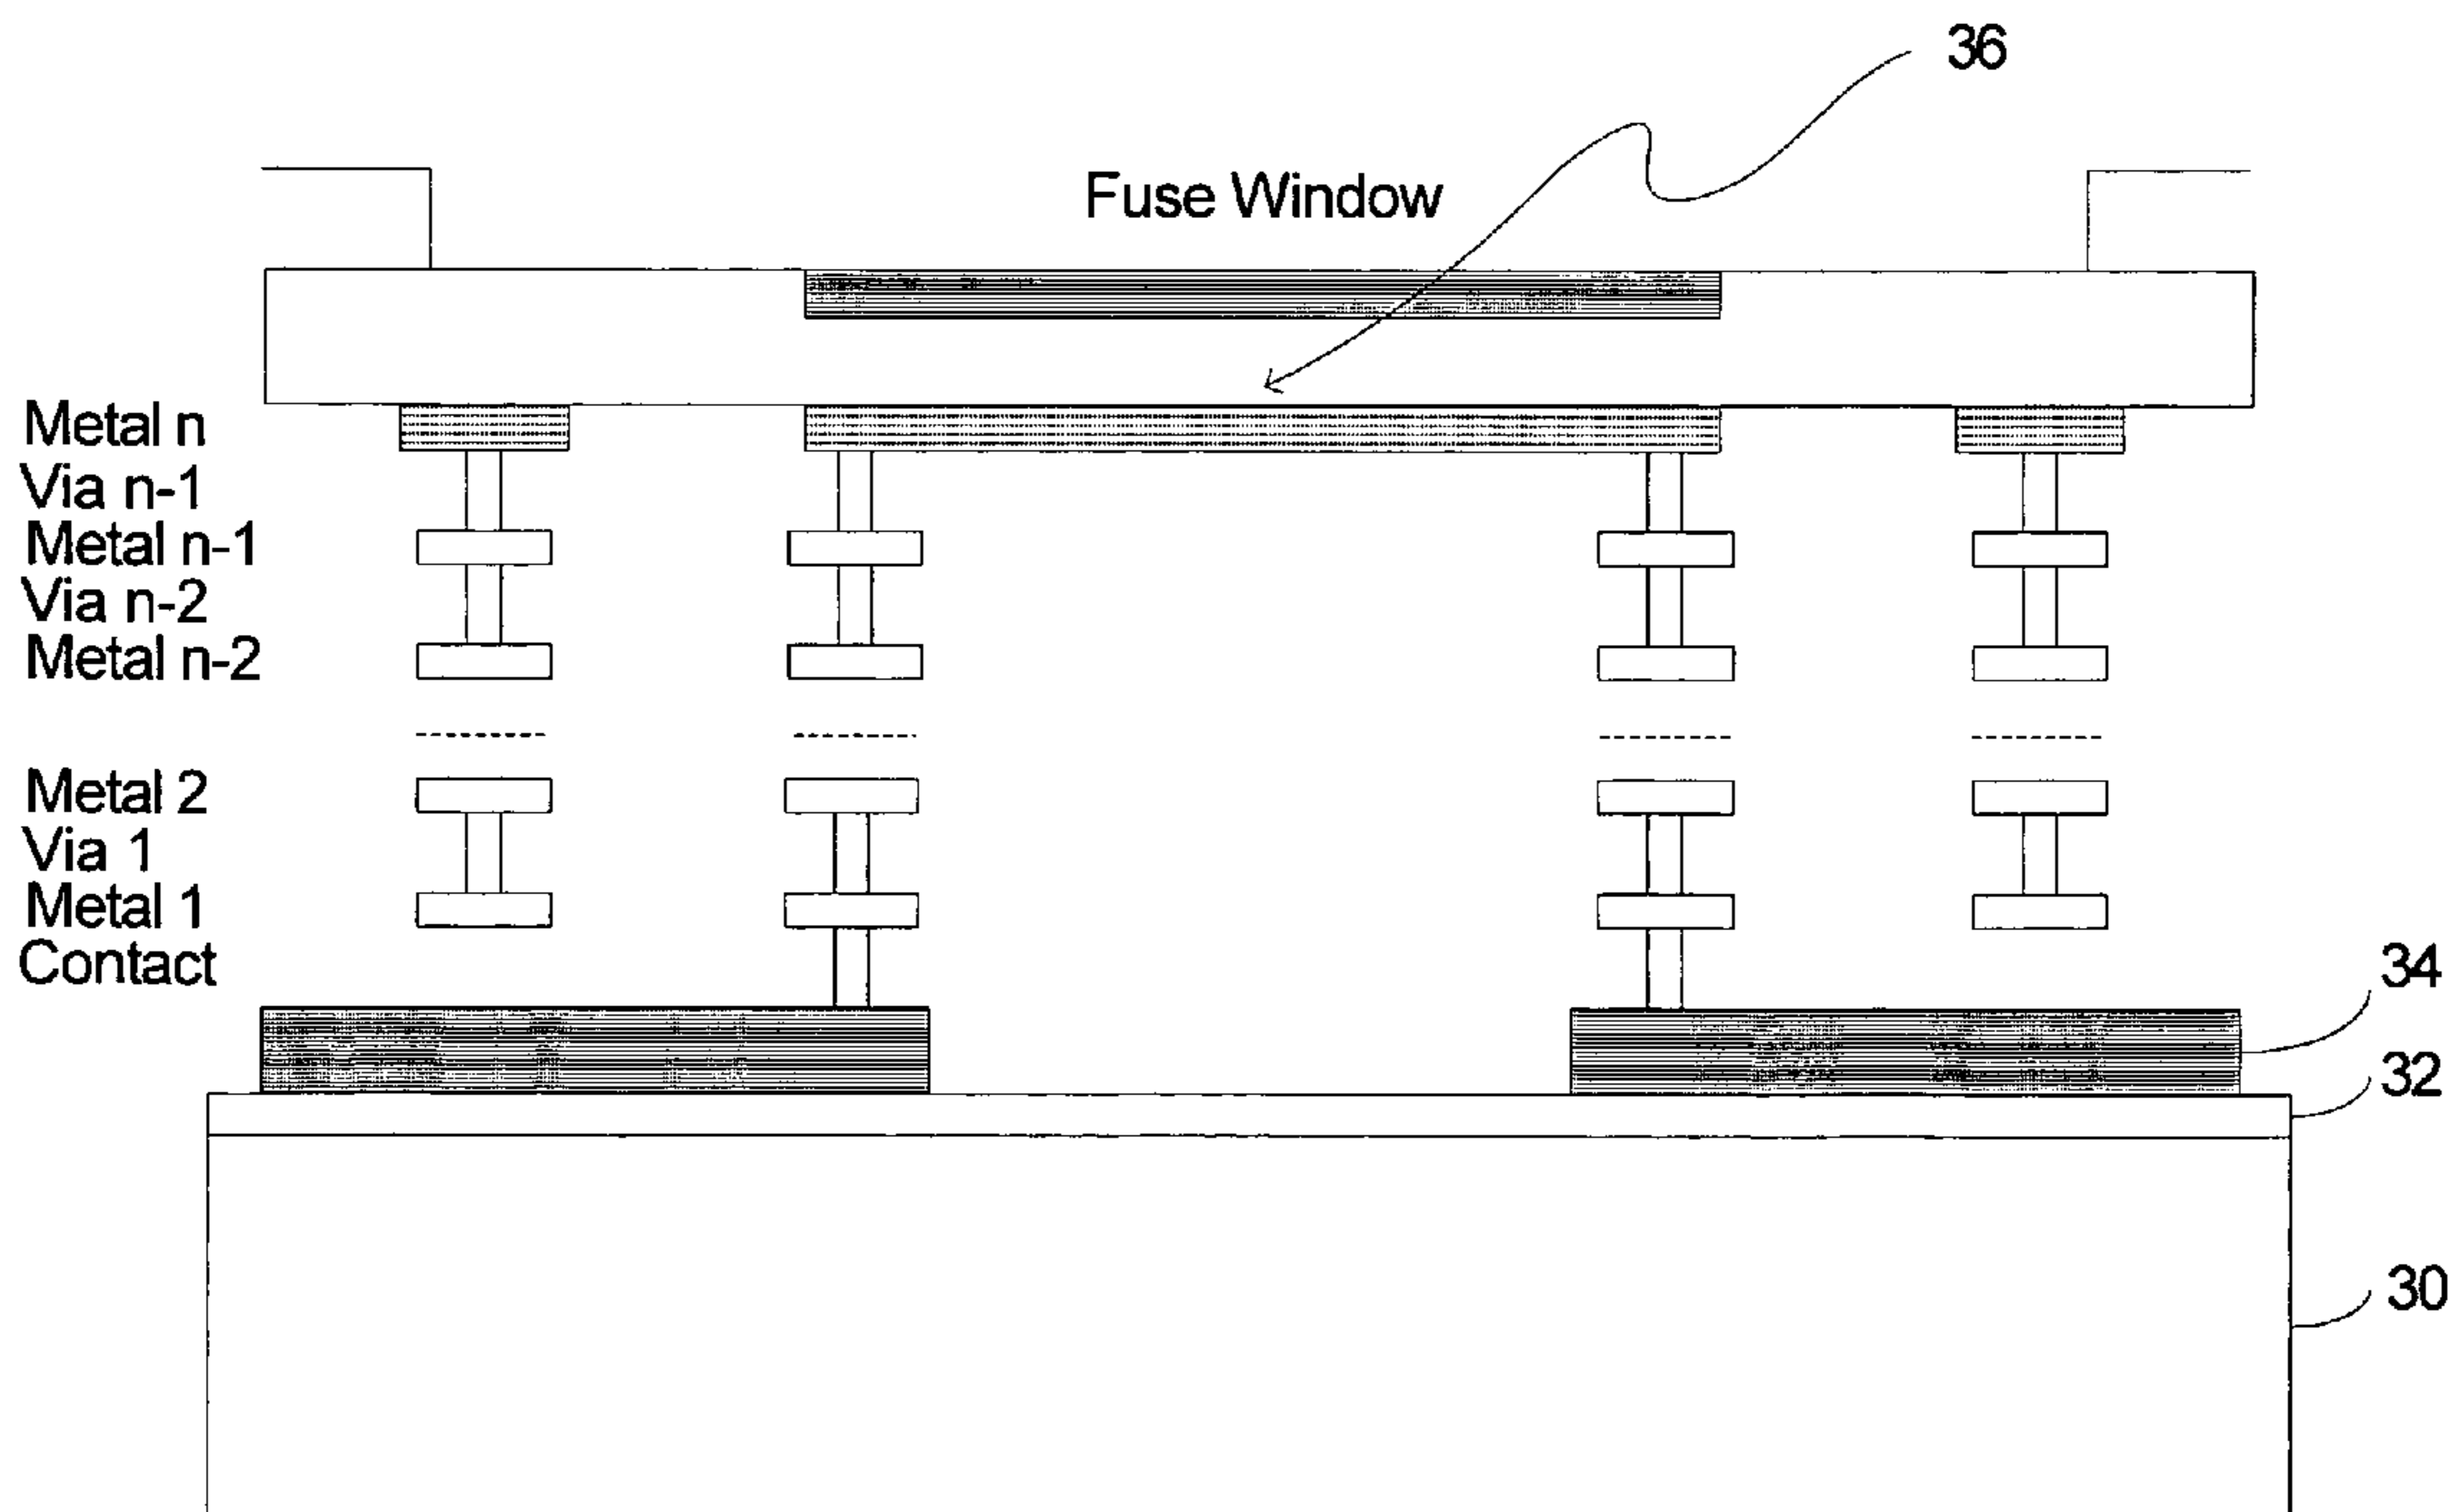 36
Fuse Window
Metal n
Via n-1
Metal n-1
Via n-2
Metal n-2
Metal 2
Via 1
Metal 1
Contact
34
32
30